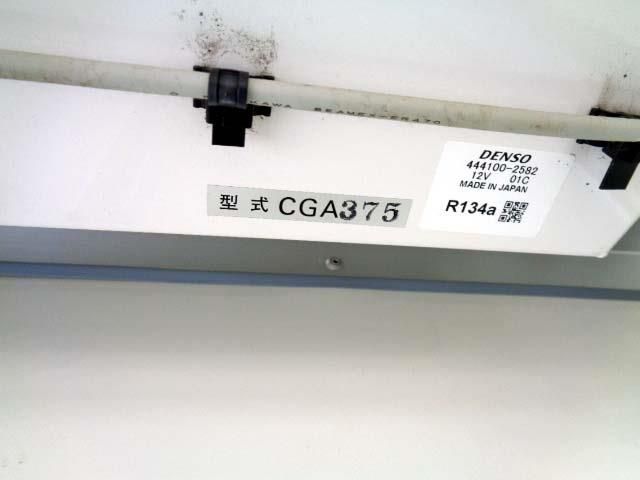 型式 CGA375
DENSO
444100-2582
12V 01C
MADE IN JAPAN
R134a